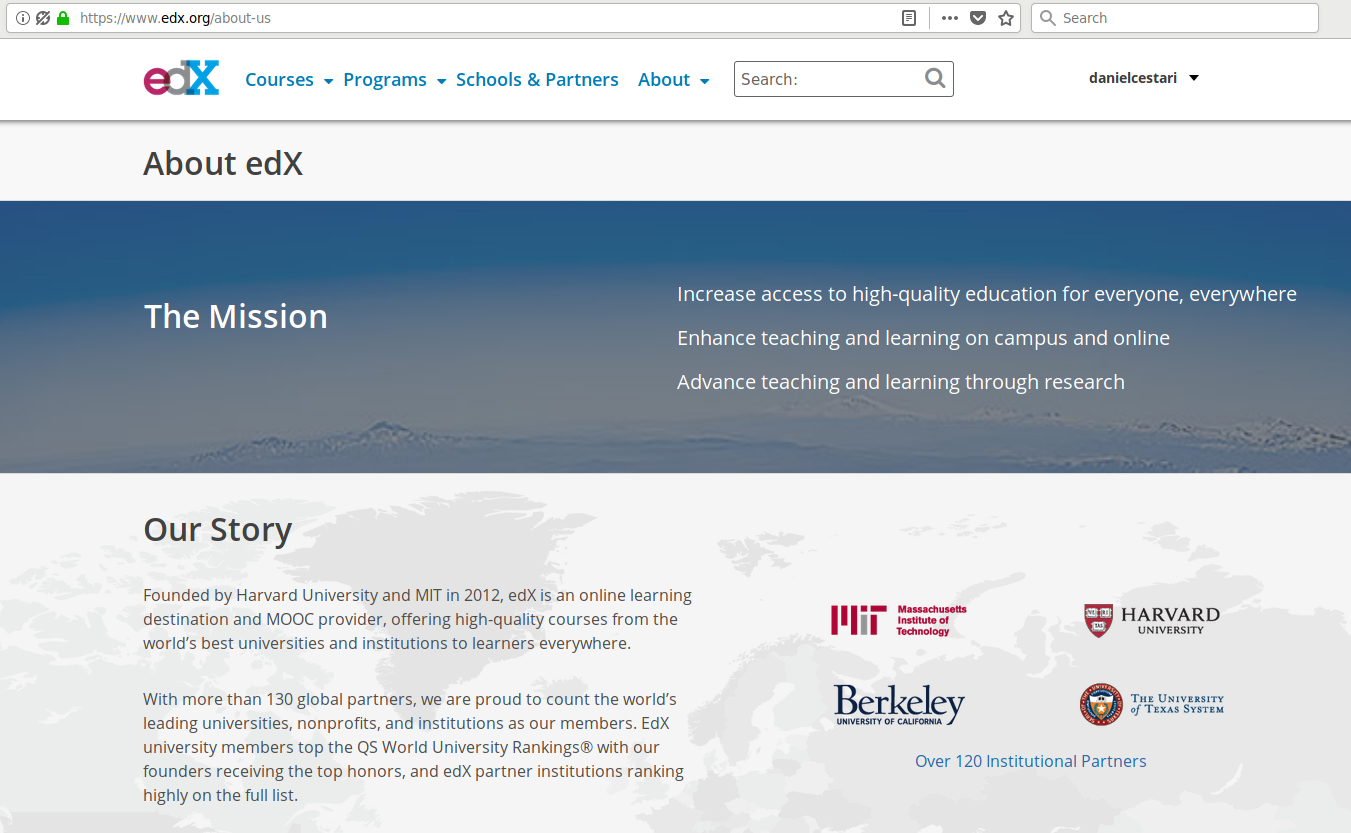 https://www.edx.org/about-us
Search
edX
Courses
Programs
Schools & Partners
About
Search:
danielcestari
About edX
The Mission
Increase access to high-quality education for everyone, everywhere
Enhance teaching and learning on campus and online
Advance teaching and learning through research
Our Story
Founded by Harvard University and MIT in 2012, edX is an online learning
destination and MOOC provider, offering high-quality courses from the
world’s best universities and institutions to learners everywhere.
With more than 130 global partners, we are proud to count the world’s
leading universities, nonprofits, and institutions as our members. EdX
university members top the QS World University Rankings® with our
founders receiving the top honors, and edX partner institutions ranking
highly on the full list.
Massachusetts
Institute of
Technology
HARVARD
UNIVERSITY
Berkeley
UNIVERSITY OF CALIFORNIA
THE UNIVERSITY
of TEXAS SYSTEM
Over 120 Institutional Partners